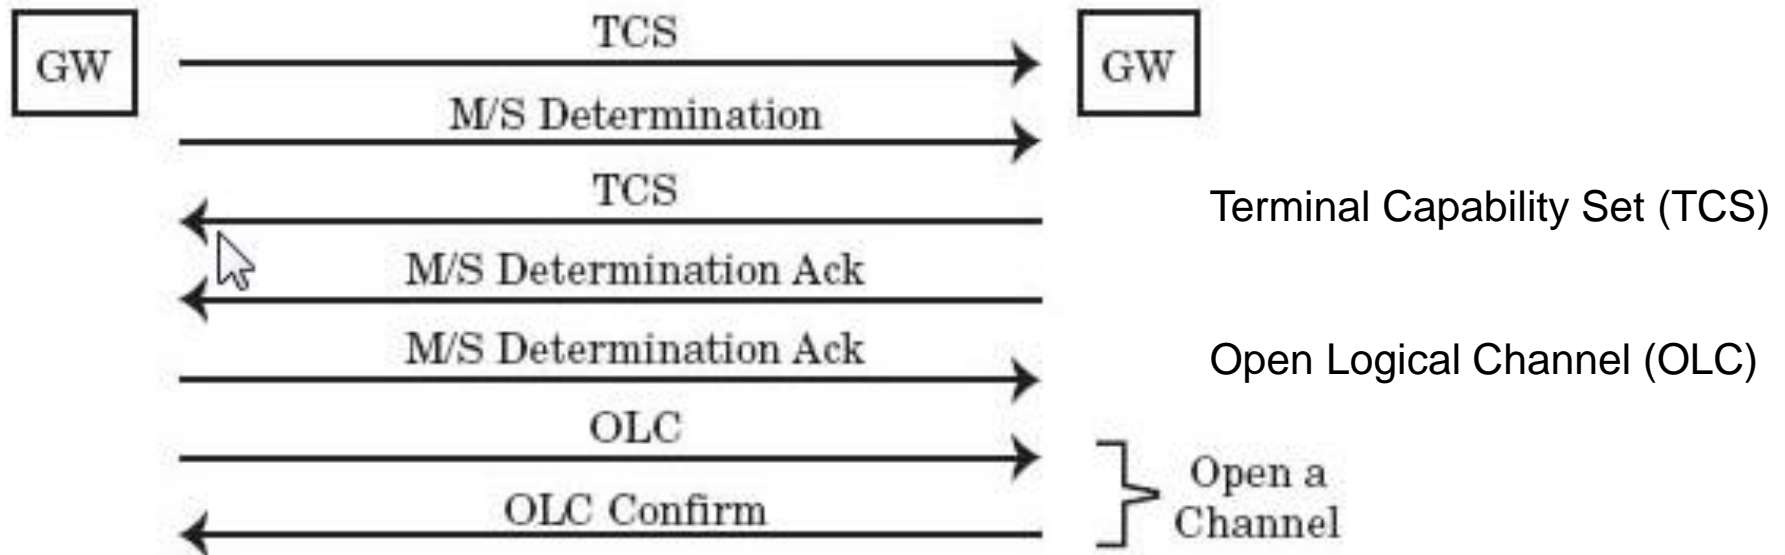 TCS
GW
GW
M/S Determination
TCS
Terminal Capability Set (TCS)
M/S Determination Ack
M/S Determination Ack
Open Logical Channel (OLC)
OLC
Open a
Channel
OLC Confirm